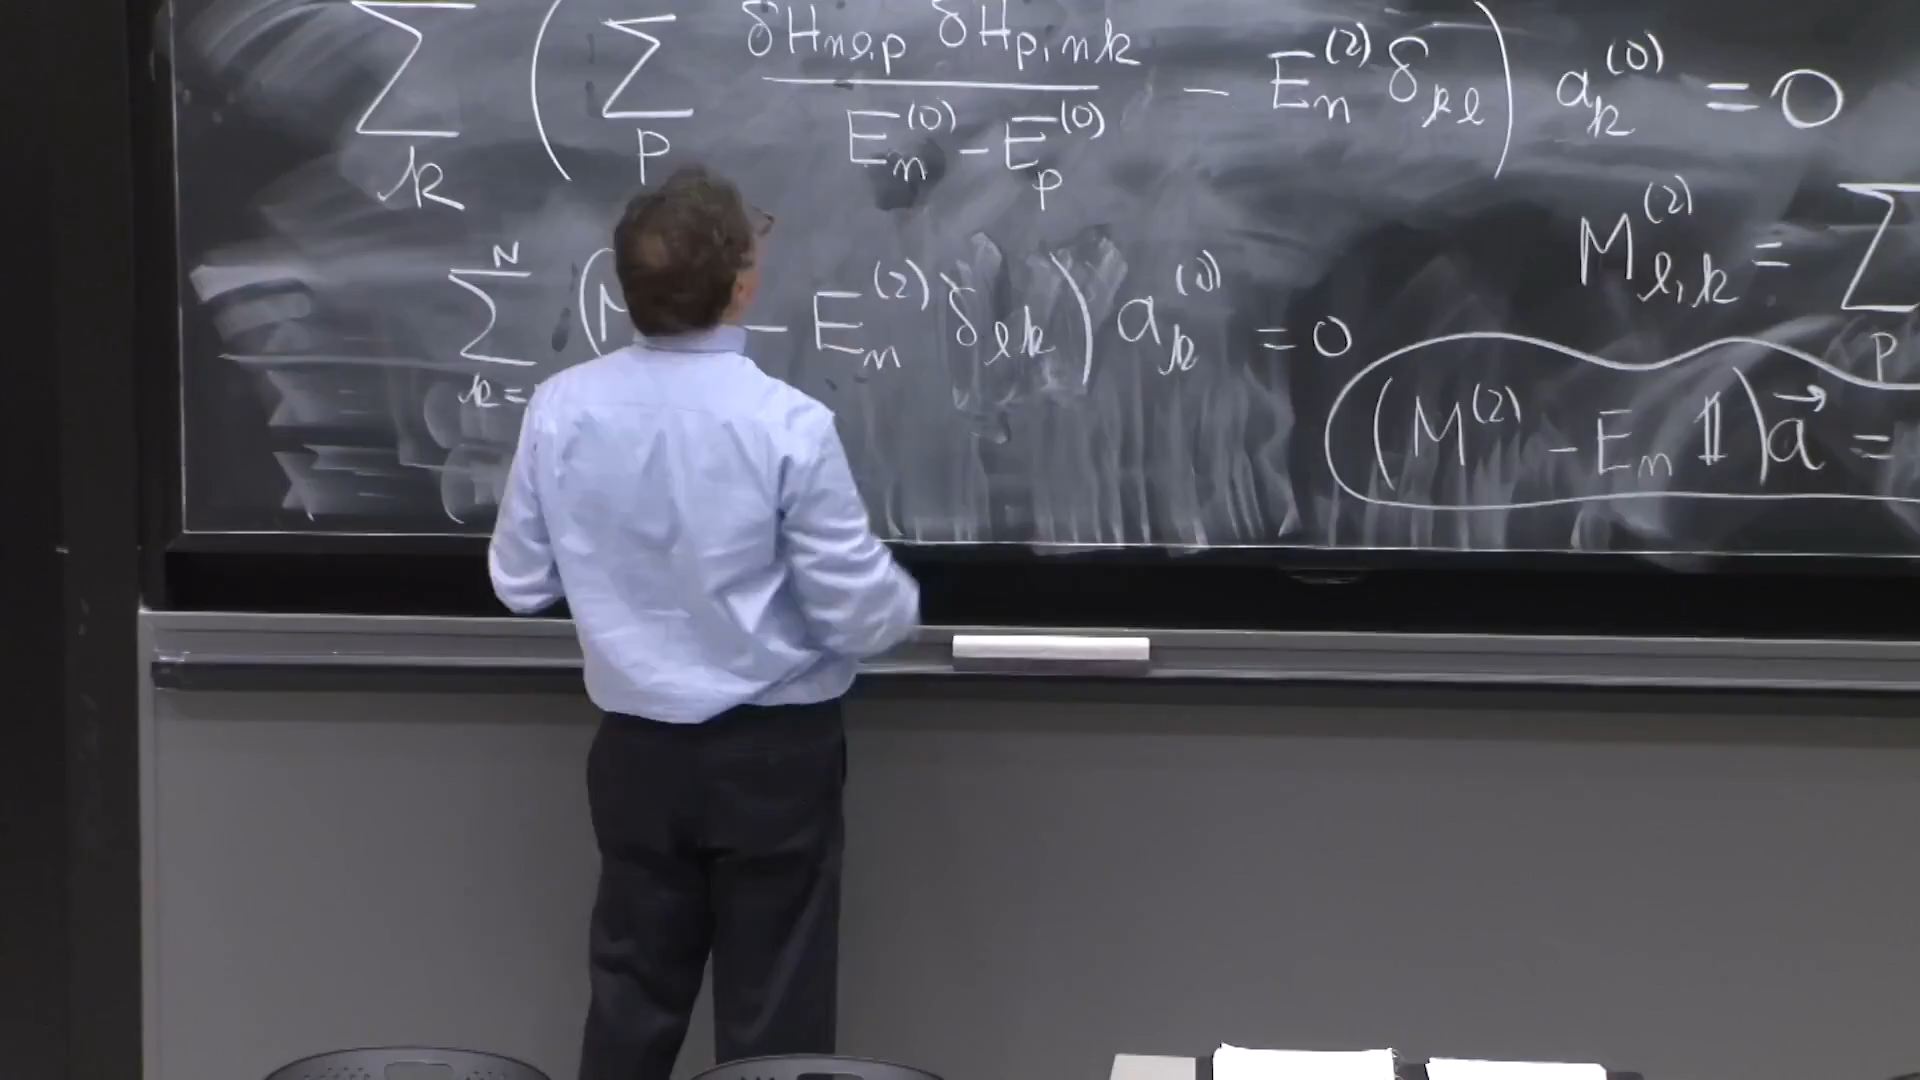 ∑_k ( ∑_p δH_{nl,p} δH_{p,nk} / (E_n^{(0)} - E_p^{(0)}) - E_n^{(2)} δ_{kl} ) a_k^{(0)} = 0
M_{l,k}^{(2)} = ∑_p
∑_{k=}^{N} ( - E_n^{(2)} δ_{lk} ) a_k^{(0)} = 0
( M^{(2)} - E_n 𝟙 ) a⃗ =